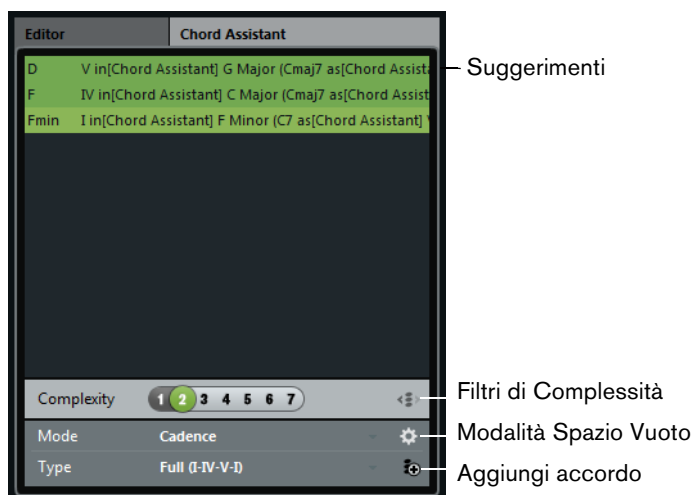 Editor
Chord Assistant
D V in[Chord Assistant] G Major (Cmaj7 as[Chord Assista
Suggerimenti
F IV in[Chord Assistant] C Major (Cmaj7 as[Chord Assist
Fmin I in[Chord Assistant] F Minor (C7 as[Chord Assistant]
Complexity 1 2 3 4 5 6 7
Filtri di Complessità
Mode Cadence
Modalità Spazio Vuoto
Type Full (I-IV-V-I)
Aggiungi accordo